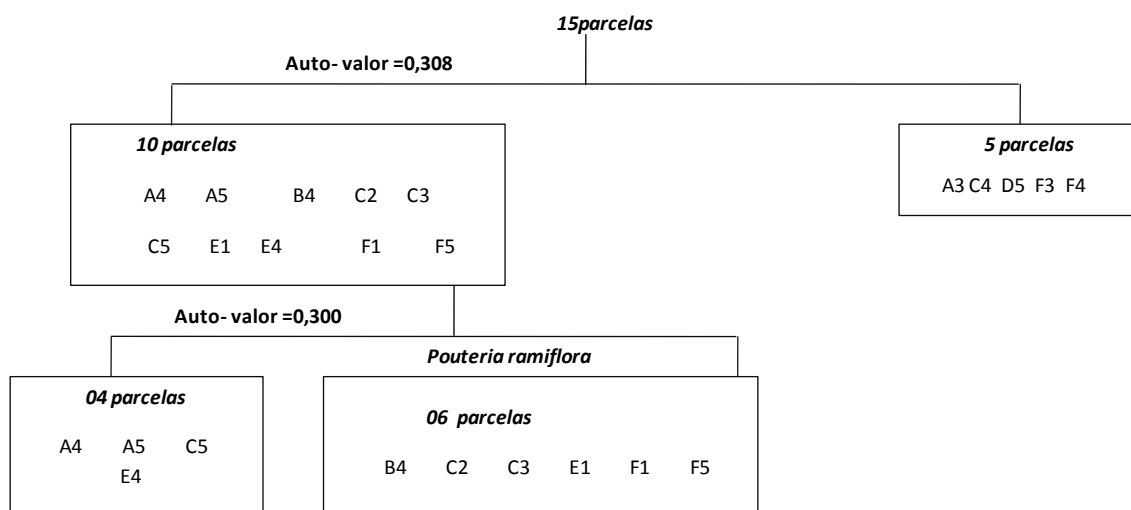 15parcelas
Auto- valor =0,308
10 parcelas
A4 A5 B4 C2 C3
C5 E1 E4 F1 F5
5 parcelas
A3 C4 D5 F3 F4
Auto- valor =0,300
Pouteria ramiflora
04 parcelas
A4 A5 C5
E4
06 parcelas
B4 C2 C3 E1 F1 F5